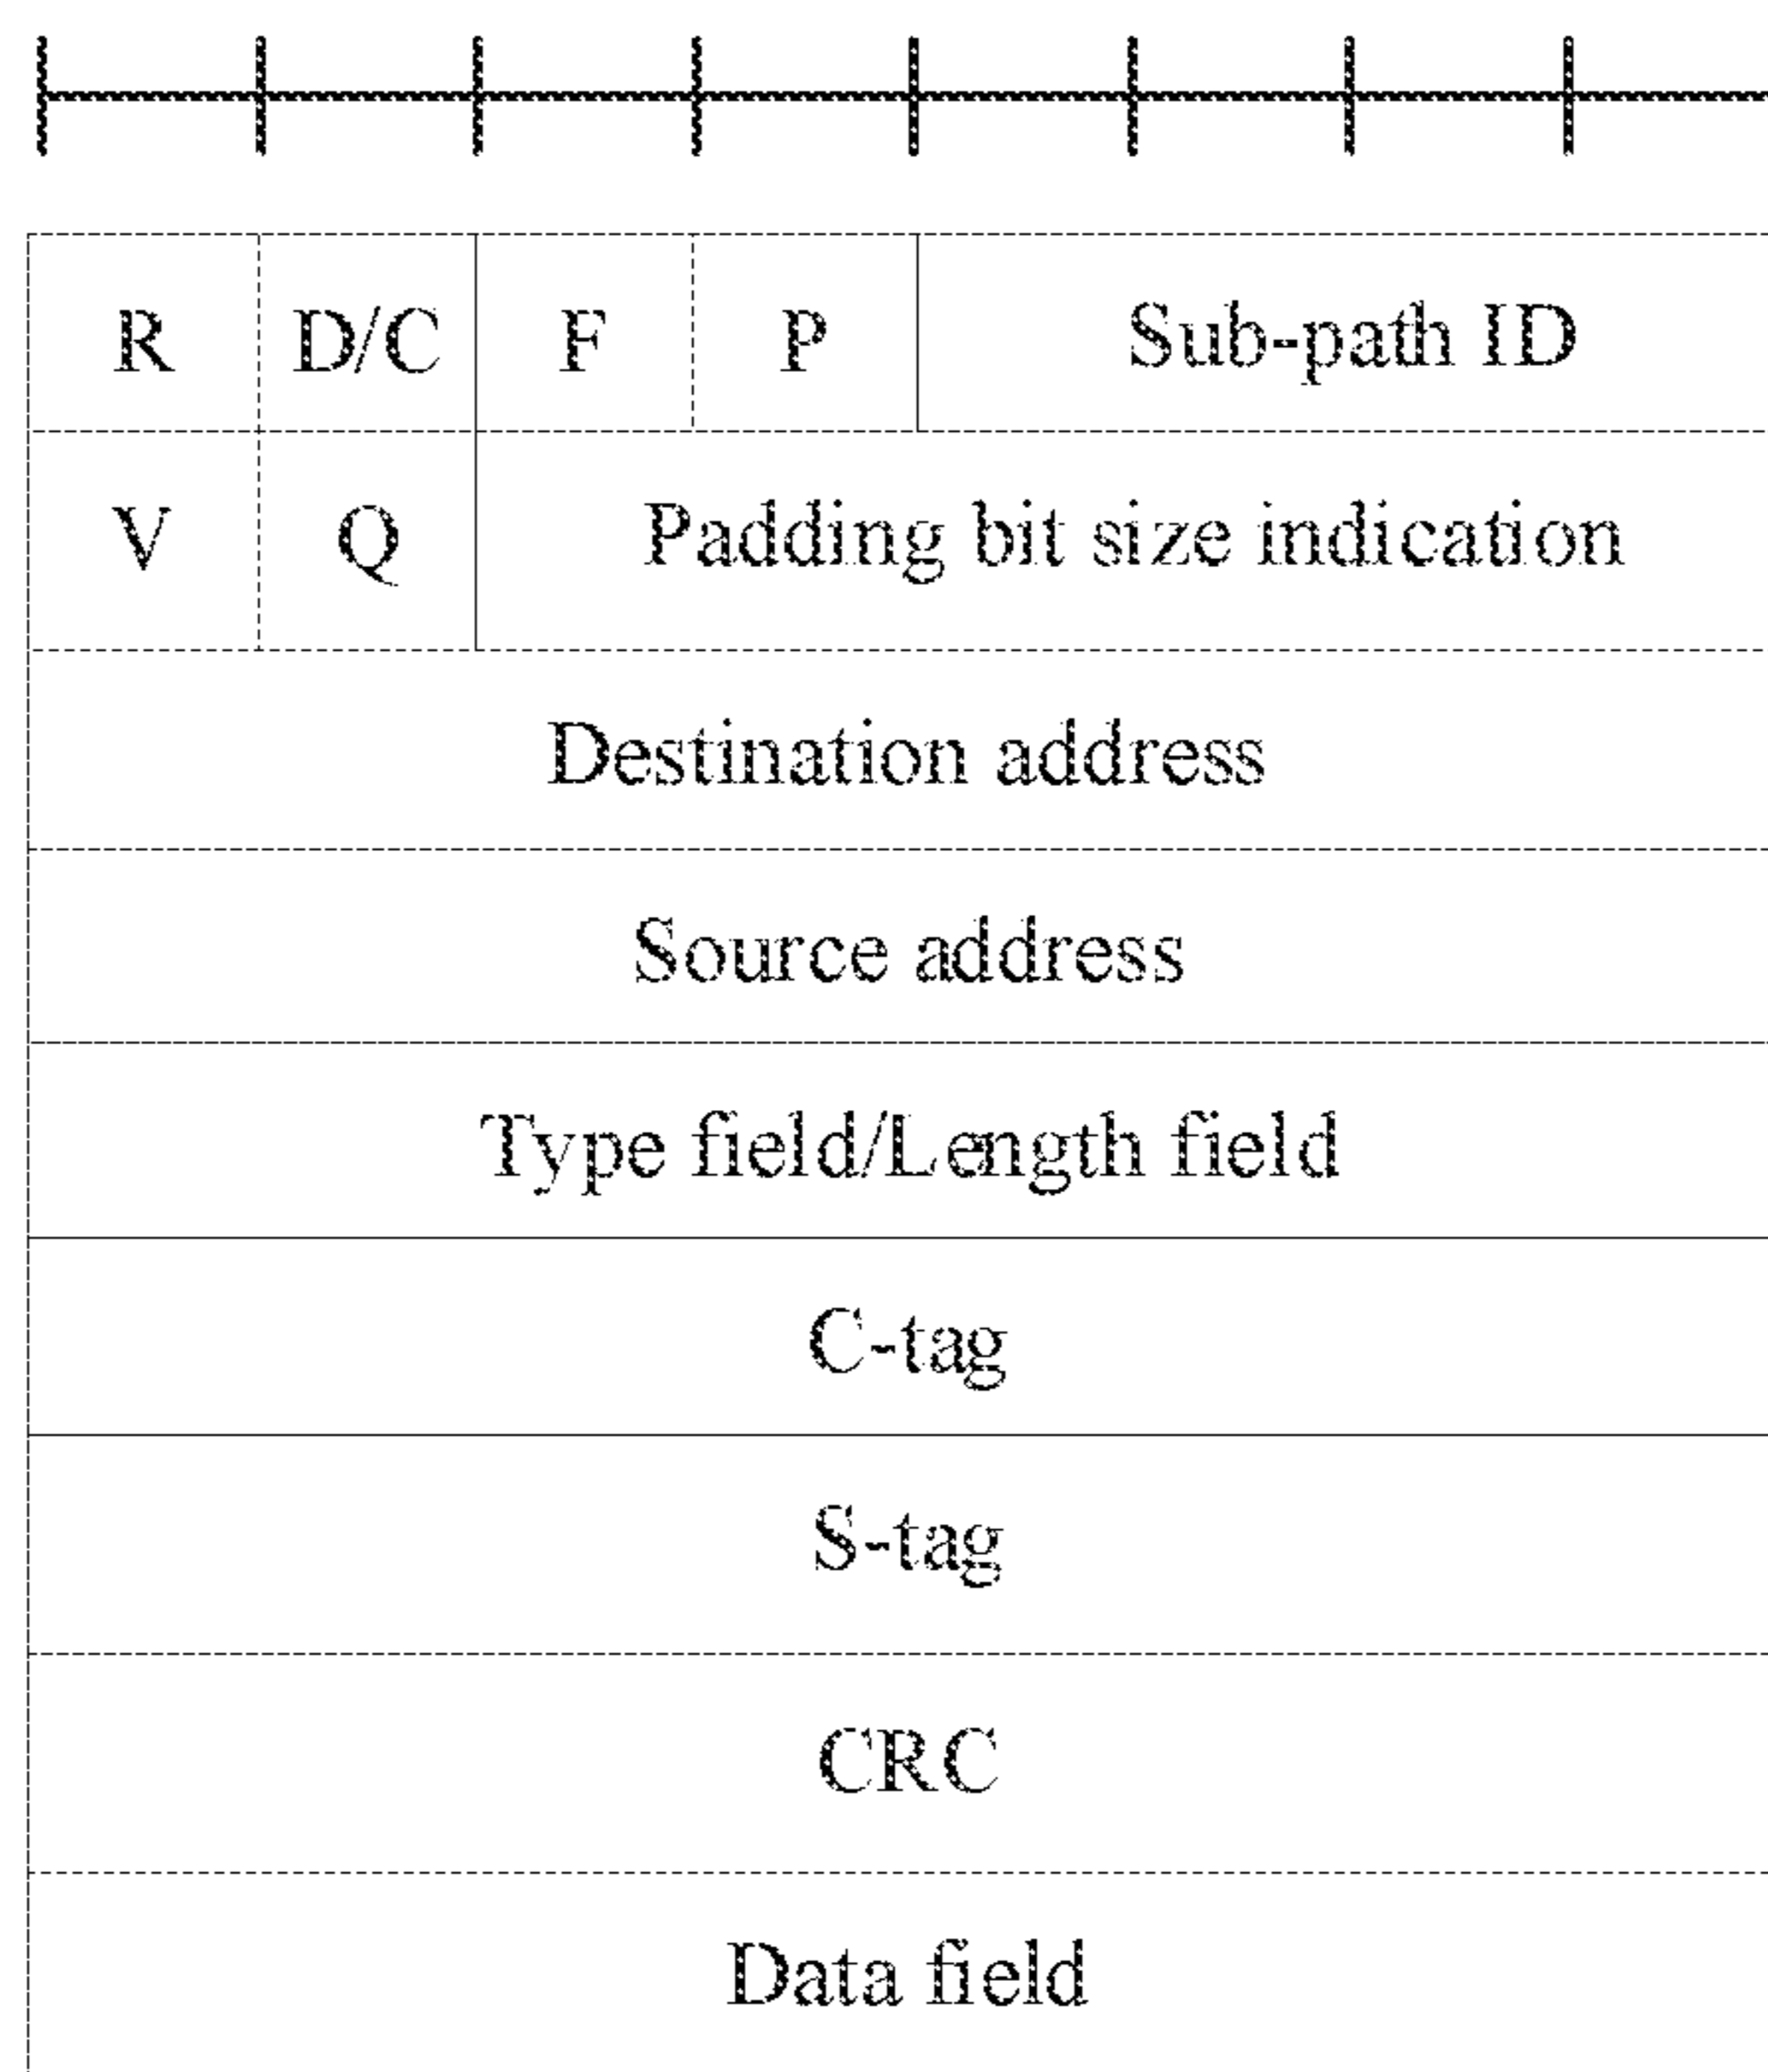 R D/C F P Sub-path ID
V Q Padding bit size indication
Destination address
Source address
Type field/Length field
C-tag
S-tag
CRC
Data field